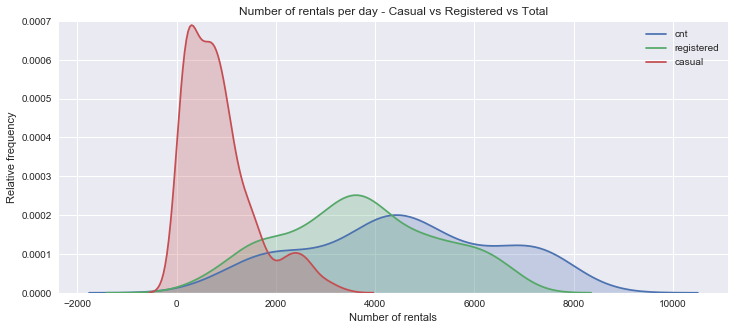 Number of rentals per day - Casual vs Registered vs Total
0.0007
0.0006
0.0005
0.0004
0.0003
0.0002
0.0001
0.0000
Relative frequency
cnt
registered
casual
-2000 0 2000 4000 6000 8000 10000
Number of rentals